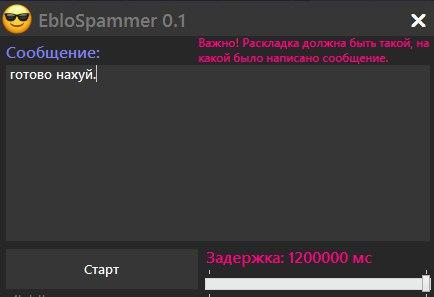 EbloSpammer 0.1
Сообщение:
Важно! Раскладка должна быть такой, на
какой было написано сообщение.
готово нахуй.
Старт
Задержка: 1200000 мс